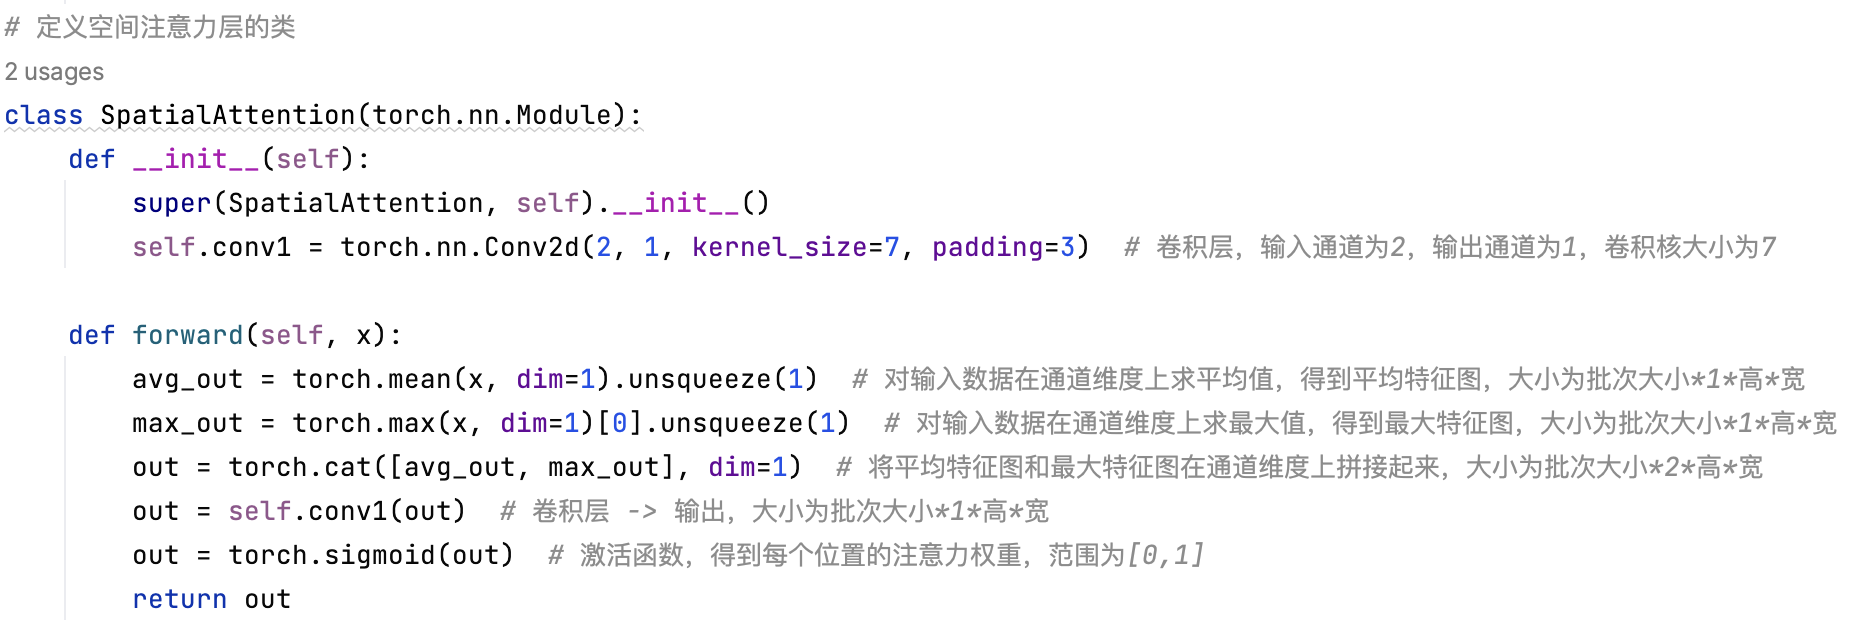 # 定义空间注意力层的类
2 usages
class SpatialAttention(torch.nn.Module):
    def __init__(self):
        super(SpatialAttention, self).__init__()
        self.conv1 = torch.nn.Conv2d(2, 1, kernel_size=7, padding=3)  # 卷积层，输入通道为2，输出通道为1，卷积核大小为7
    def forward(self, x):
        avg_out = torch.mean(x, dim=1).unsqueeze(1)  # 对输入数据在通道维度上求平均值，得到平均特征图，大小为批次大小*1*高*宽
        max_out = torch.max(x, dim=1)[0].unsqueeze(1)  # 对输入数据在通道维度上求最大值，得到最大特征图，大小为批次大小*1*高*宽
        out = torch.cat([avg_out, max_out], dim=1)  # 将平均特征图和最大特征图在通道维度上拼接起来，大小为批次大小*2*高*宽
        out = self.conv1(out)  # 卷积层 -> 输出，大小为批次大小*1*高*宽
        out = torch.sigmoid(out)  # 激活函数，得到每个位置的注意力权重，范围为[0,1]
        return out